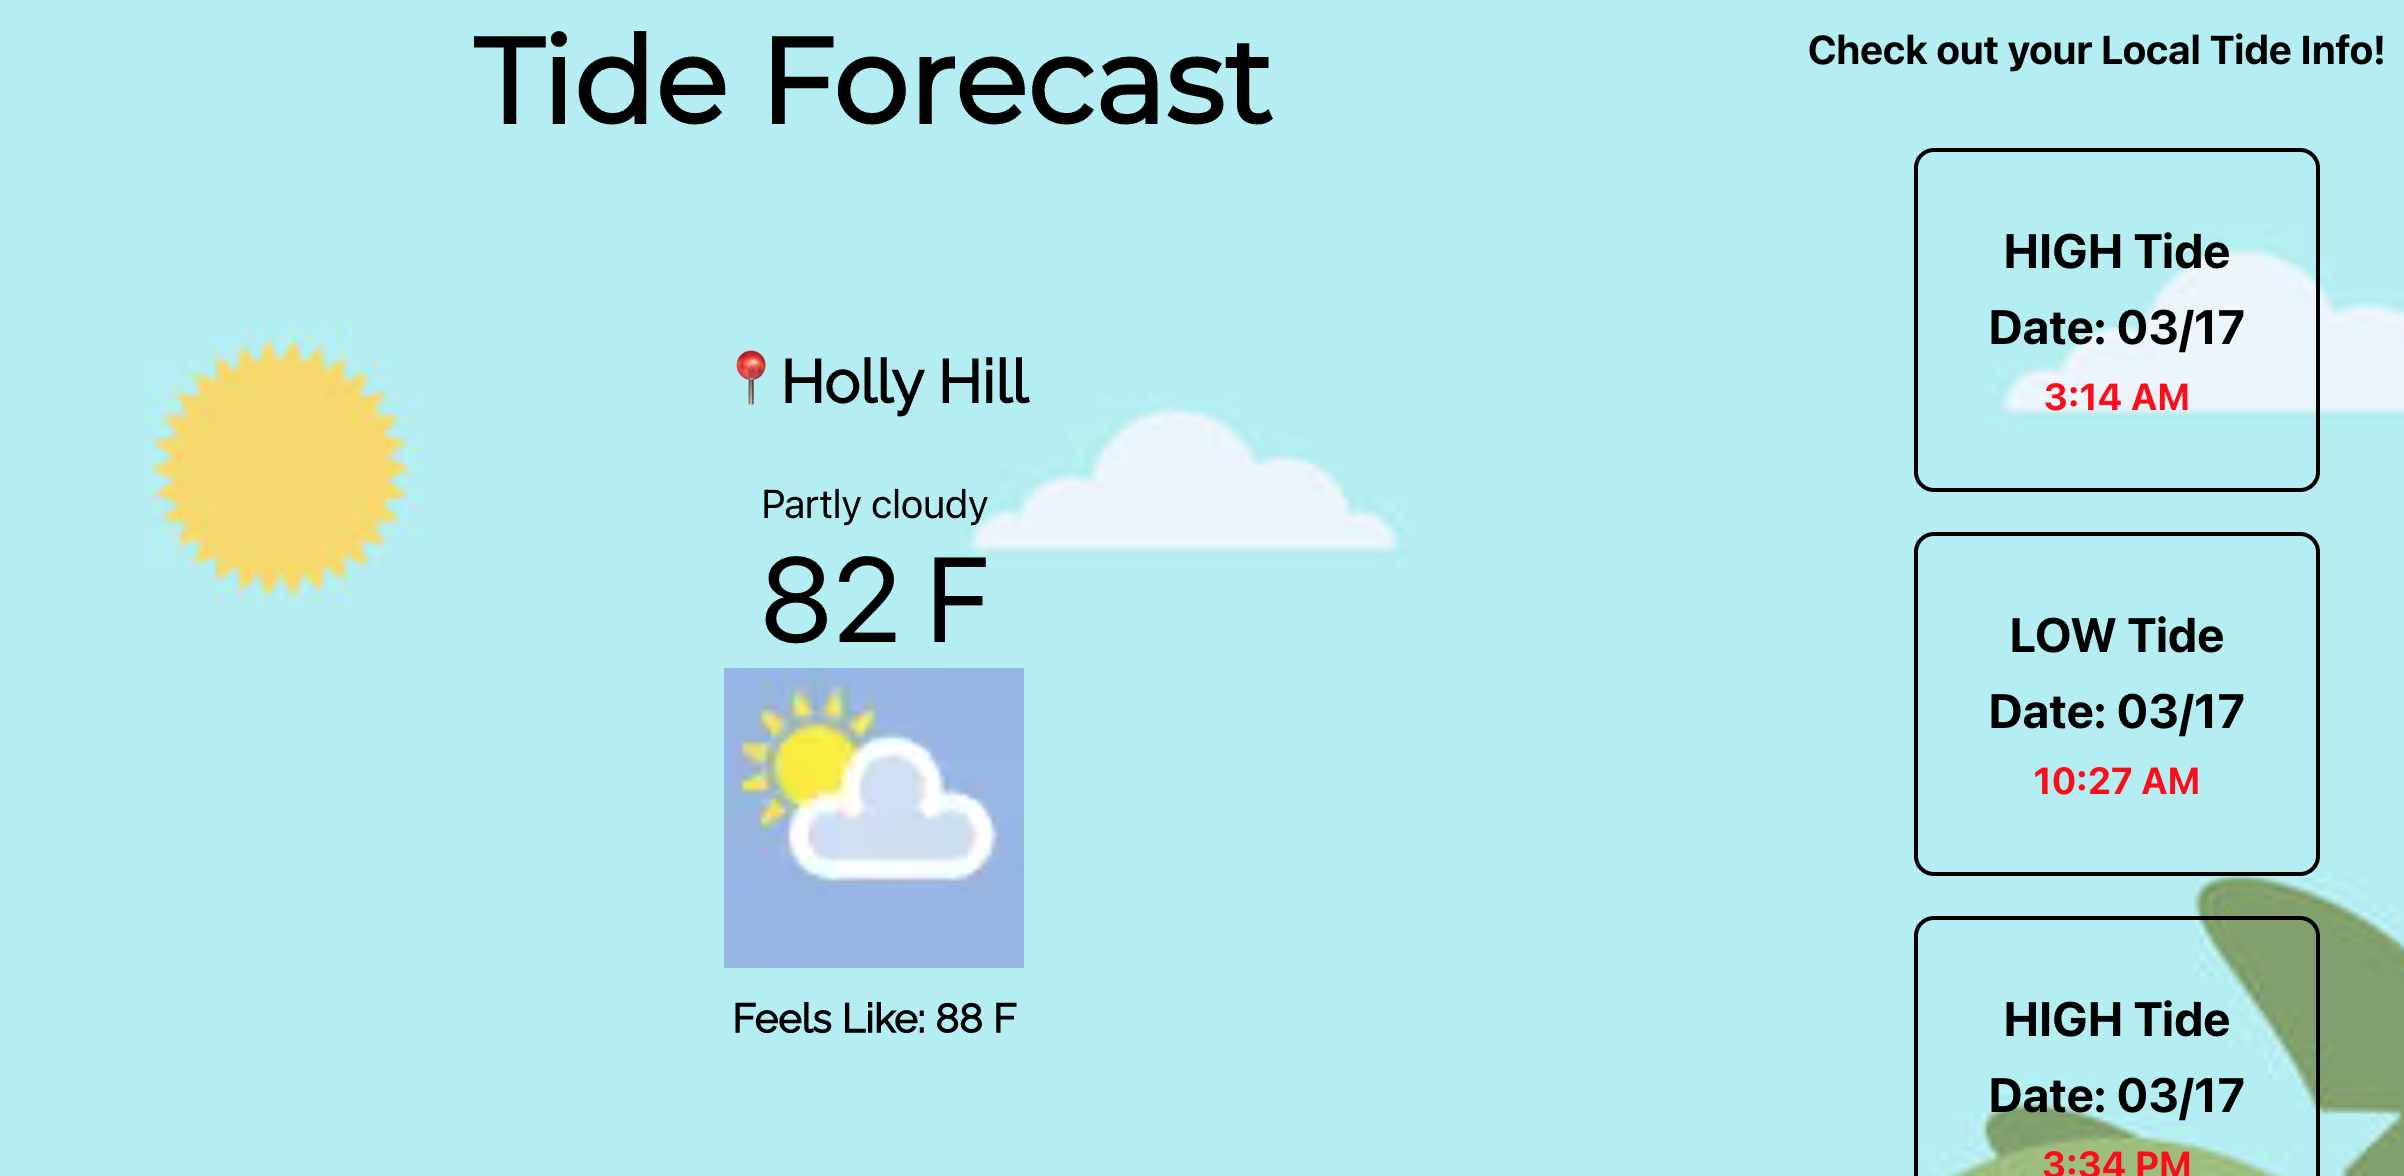 Tide Forecast
Check out your Local Tide Info!
Holly Hill
Partly cloudy
82 F
Feels Like: 88 F
HIGH Tide
Date: 03/17
3:14 AM
LOW Tide
Date: 03/17
10:27 AM
HIGH Tide
Date: 03/17
3:34 PM